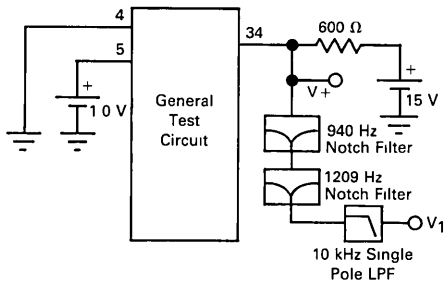 4
5
34
600 Ω
+
1 0 V
General
Test
Circuit
V+
+
15 V
940 Hz
Notch Filter
1209 Hz
Notch Filter
V1
10 kHz Single
Pole LPF